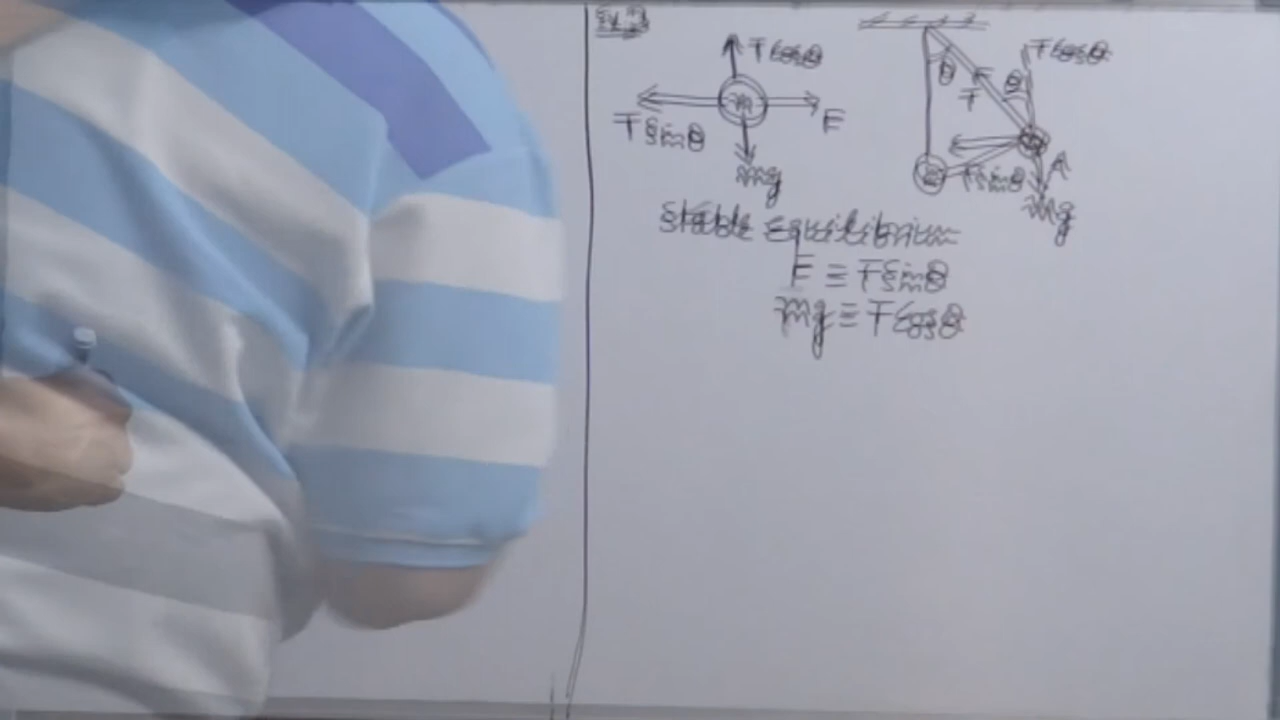 T Cosθ
m
T Sinθ
F
mg
θ
T
θ
T Cosθ
T Sinθ
A
mg
Stable equilibrium
F = T Sinθ
mg = T Cosθ